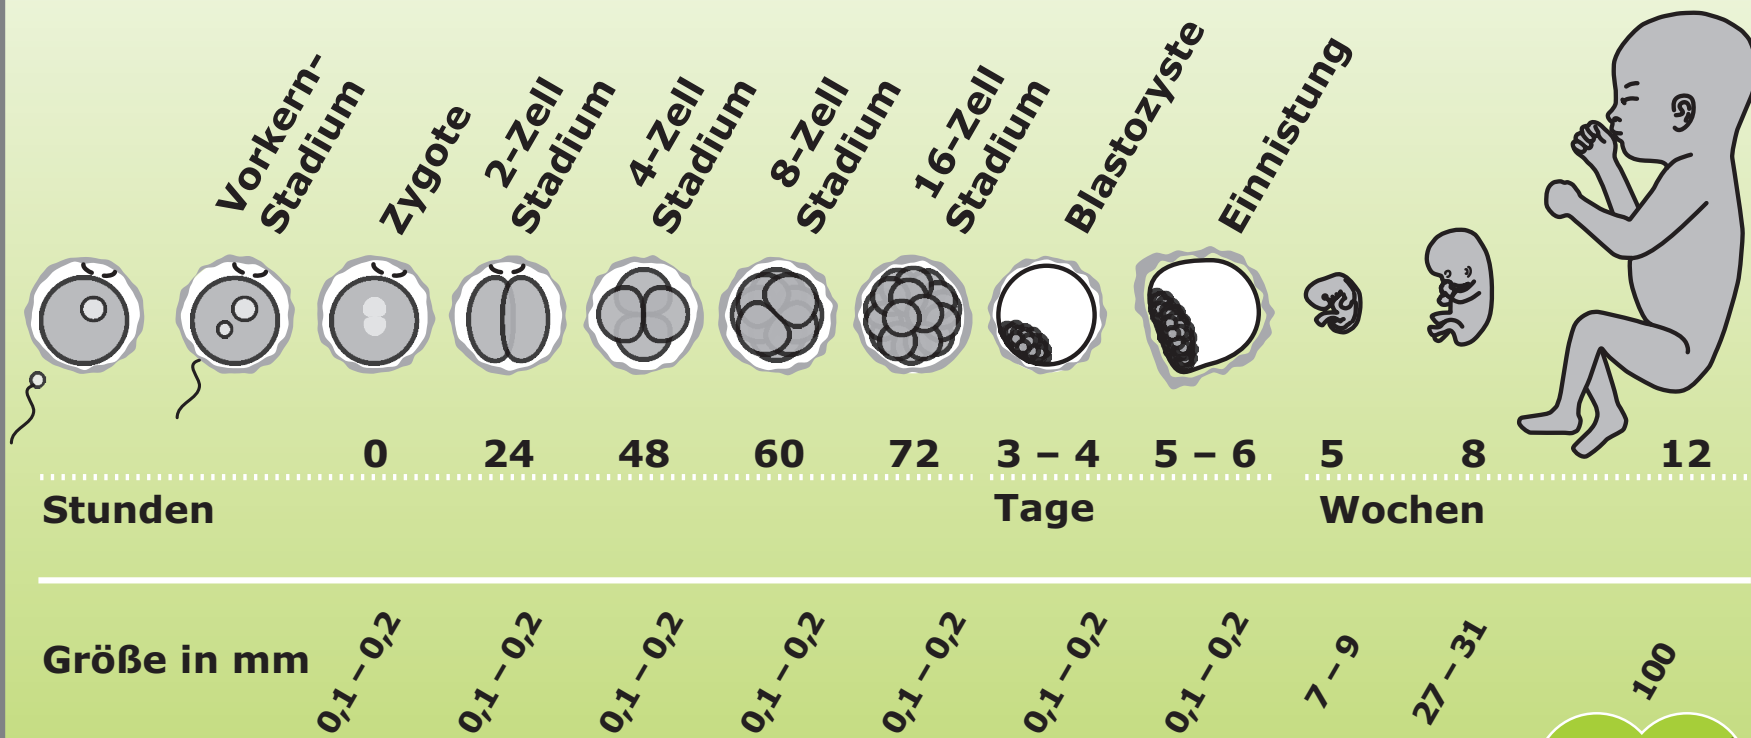 Vorkern-
Stadium
Zygote
2-Zell
Stadium
4-Zell
Stadium
8-Zell
Stadium
16-Zell
Stadium
Blastozyste
Einnistung
0 24 48 60 72 3 – 4 5 – 6 5 8 12
Stunden Tage Wochen
Größe in mm 0,1 – 0,2 0,1 – 0,2 0,1 – 0,2 0,1 – 0,2 0,1 – 0,2 0,1 – 0,2 0,1 – 0,2 7 – 9 27 – 31 100